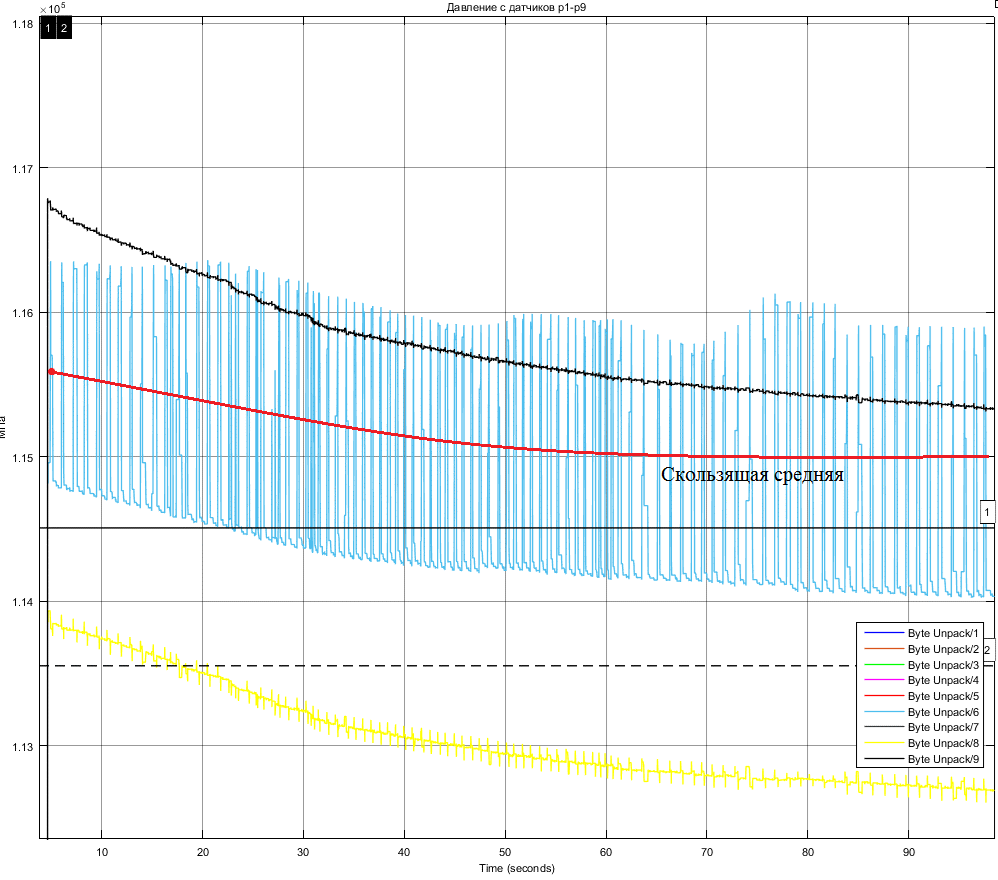 Давление с датчиков p1-p9
×10⁵
1 2
1.18
1.17
1.16
1.15
1.14
1.13
МПа
Скользящая средняя
1
2
Byte Unpack/1
Byte Unpack/2
Byte Unpack/3
Byte Unpack/4
Byte Unpack/5
Byte Unpack/6
Byte Unpack/7
Byte Unpack/8
Byte Unpack/9
10 20 30 40 50 60 70 80 90
Time (seconds)